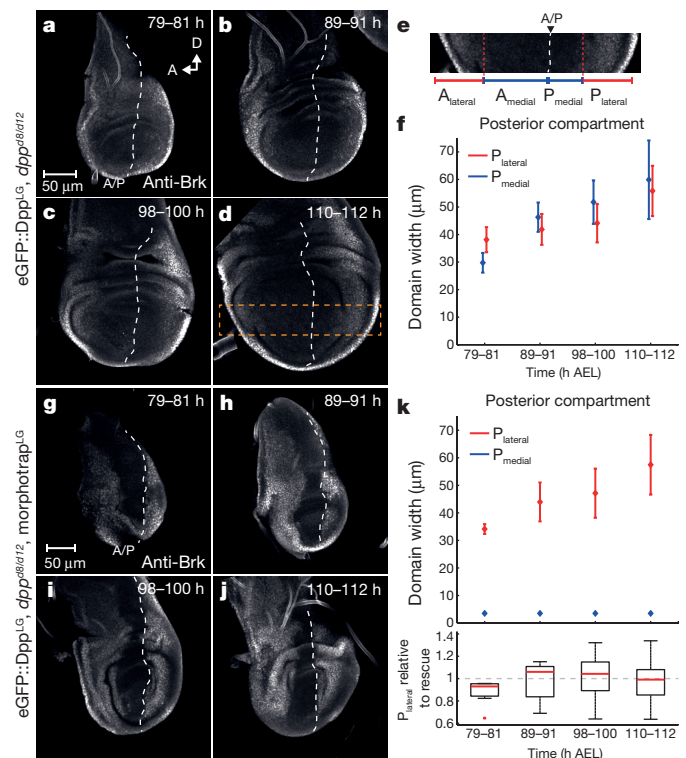 a
79–81 h
D
A
A/P
50 μm
Anti-Brk
b
89–91 h
c
98–100 h
d
110–112 h
eGFP::Dpp^LG, dpp^d8/d12
e
A/P
A_lateral
A_medial
P_medial
P_lateral
f
Posterior compartment
P_lateral
P_medial
Domain width (μm)
70
60
50
40
30
20
10
0
79–81
89–91
98–100
110–112
Time (h AEL)
g
79–81 h
A/P
50 μm
Anti-Brk
h
89–91 h
i
98–100 h
j
110–112 h
eGFP::Dpp^LG, dpp^d8/d12, morphotrap^LG
k
Posterior compartment
P_lateral
P_medial
Domain width (μm)
70
60
50
40
30
20
10
0
P_lateral relative
to rescue
1.4
1.2
1
0.8
0.6
79–81
89–91
98–100
110–112
Time (h AEL)